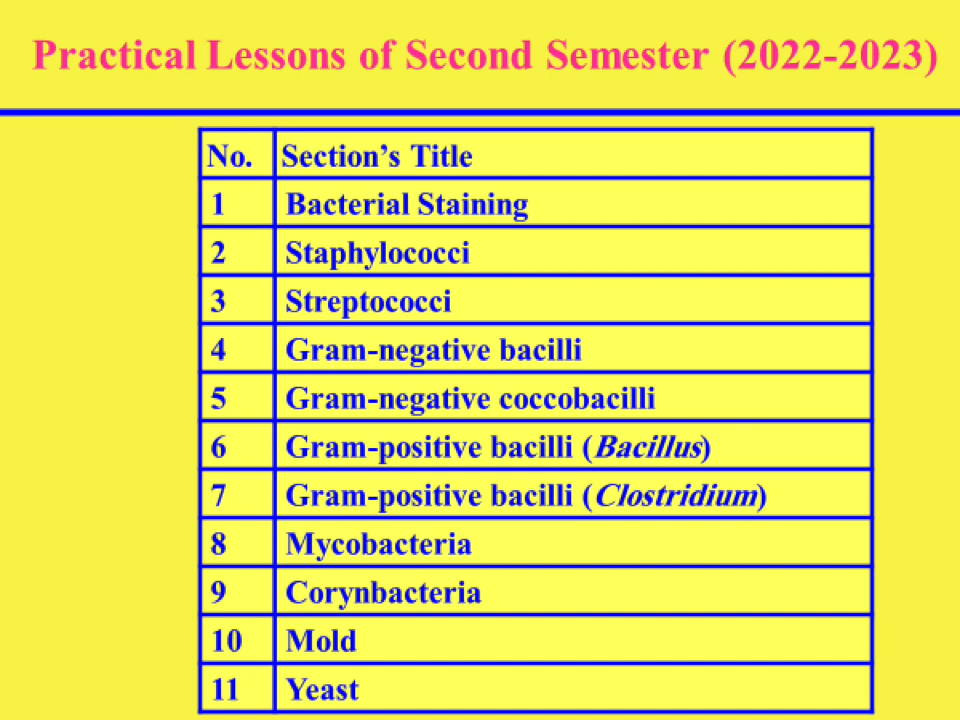 Practical Lessons of Second Semester (2022-2023)
No. Section's Title
1 Bacterial Staining
2 Staphylococci
3 Streptococci
4 Gram-negative bacilli
5 Gram-negative coccobacilli
6 Gram-positive bacilli (Bacillus)
7 Gram-positive bacilli (Clostridium)
8 Mycobacteria
9 Corynbacteria
10 Mold
11 Yeast